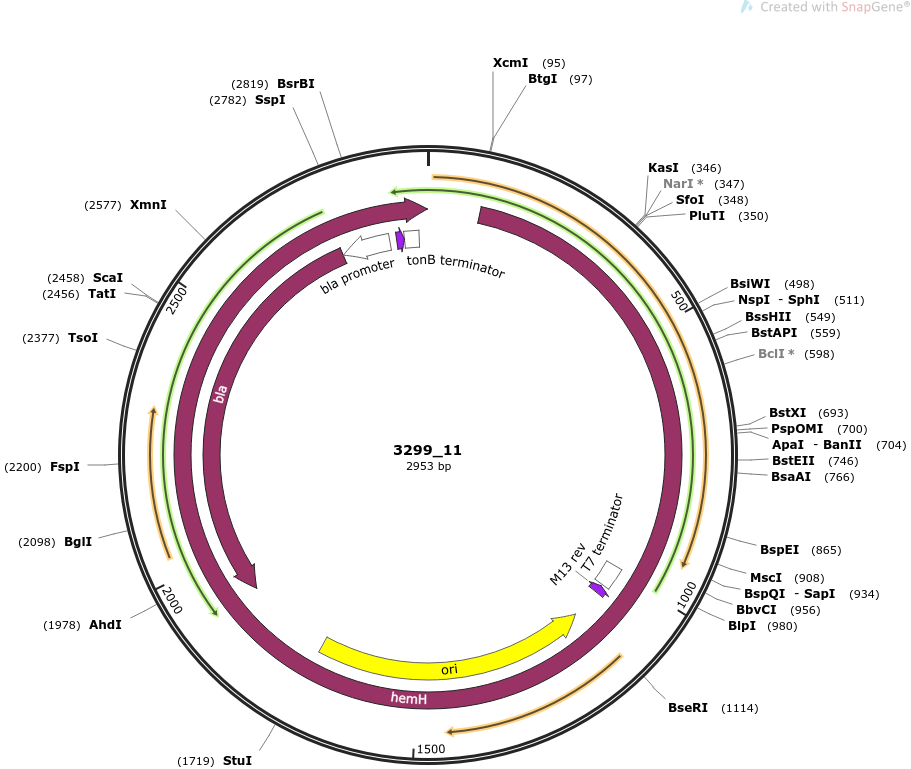 Created with SnapGene®
XcmI (95)
BtgI (97)
(2819) BsrBI
(2782) SspI
KasI (346)
NarI * (347)
SfoI (348)
PluTI (350)
(2577) XmnI
BsiWI (498)
NspI - SphI (511)
BssHII (549)
BstAPI (559)
BclI * (598)
(2458) ScaI
(2456) TatI
(2377) TsoI
bla promoter
tonB terminator
500
2500
bla
BstXI (693)
PspOMI (700)
ApaI - BanII (704)
BstEII (746)
BsaAI (766)
3299_11
2953 bp
(2200) FspI
(2098) BglI
(1978) AhdI
2000
M13 rev
T7 terminator
BspEI (865)
MscI (908)
BspQI - SapI (934)
BbvCI (956)
BlpI (980)
1000
ori
hemH
BseRI (1114)
1500
(1719) StuI